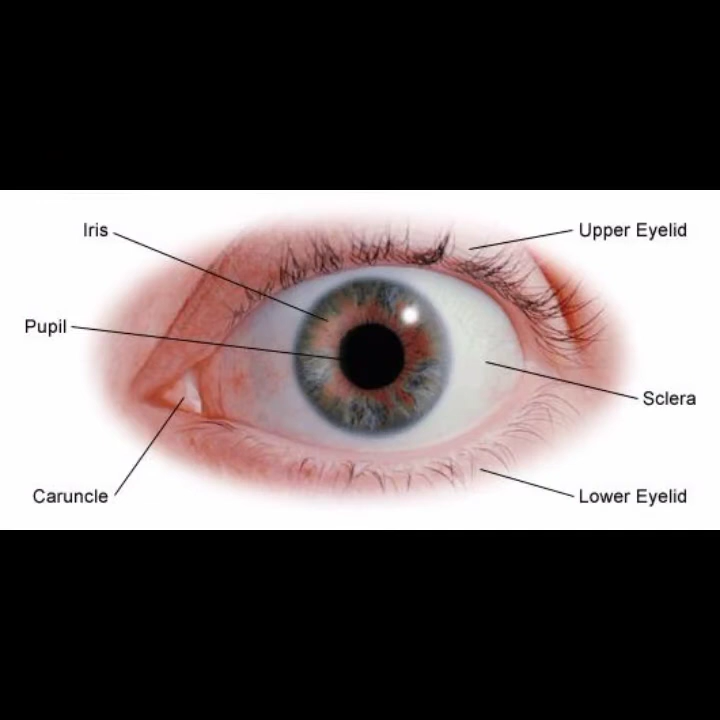 Iris
Upper Eyelid
Pupil
Sclera
Caruncle
Lower Eyelid